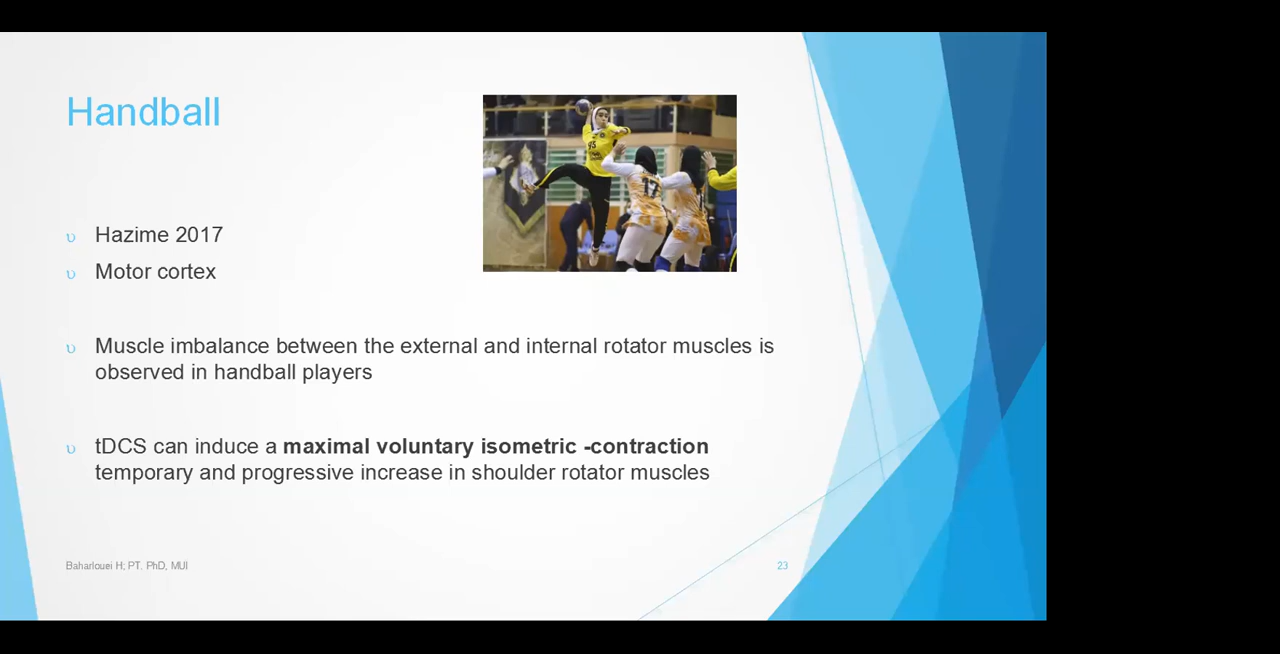 Handball
95
17
υ Hazime 2017
υ Motor cortex
υ Muscle imbalance between the external and internal rotator muscles is
observed in handball players
υ tDCS can induce a maximal voluntary isometric -contraction
temporary and progressive increase in shoulder rotator muscles
Baharlouei H; PT. PhD, MUI
23